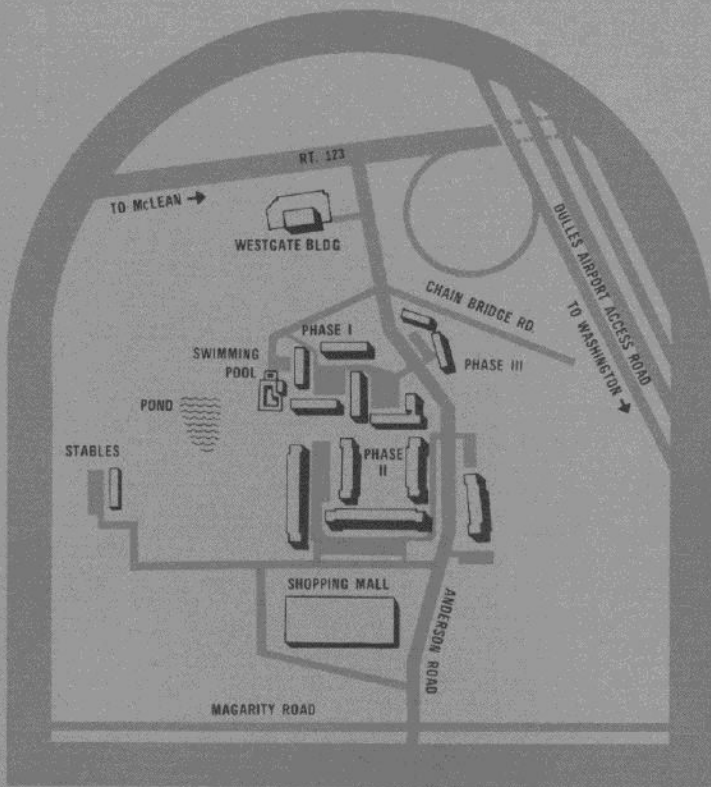 RT. 123
TO McLEAN
WESTGATE BLDG
DULLES AIRPORT ACCESS ROAD
TO WASHINGTON
CHAIN BRIDGE RD.
PHASE I
SWIMMING
POOL
PHASE III
POND
STABLES
PHASE
II
SHOPPING MALL
ANDERSON ROAD
MAGARITY ROAD